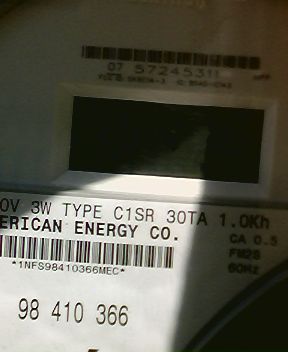 07 57245311
0V 3W TYPE C1SR 30TA 1.0Kh
ERICAN ENERGY CO.
CA 0.5
FM2S
60Hz
*1NFS98410366MEC*
98 410 366